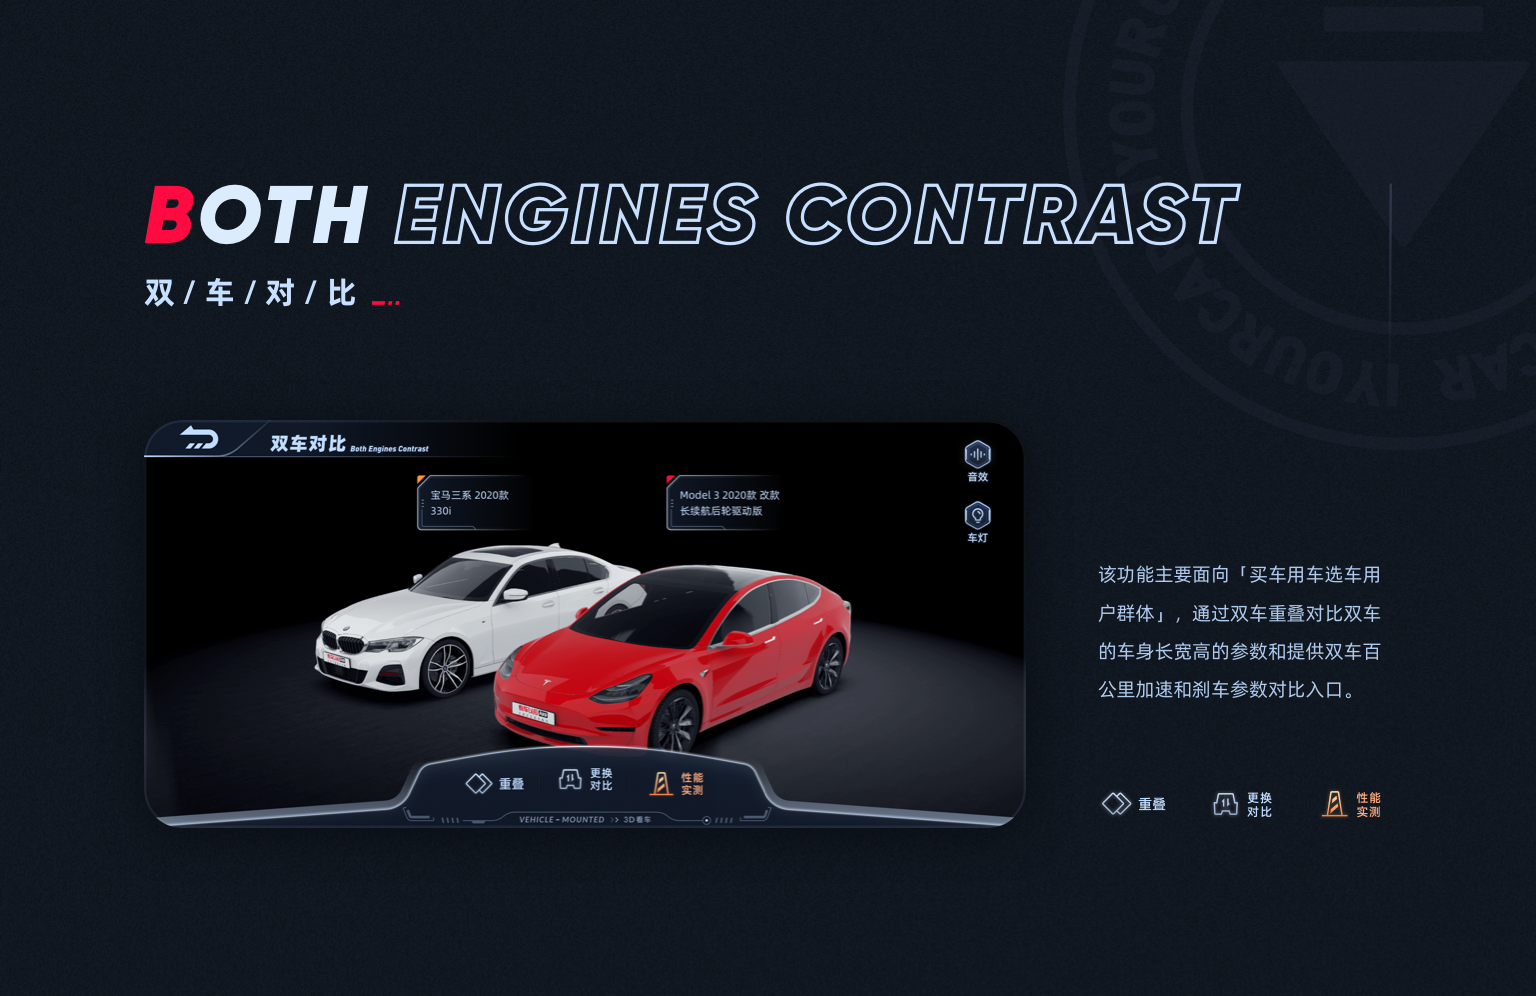 BOTH ENGINES CONTRAST
双/车/对/比
双车对比 Both Engines Contrast
宝马三系 2020款
330i
Model 3 2020款 改款
长续航后轮驱动版
音效
车灯
重叠
更换
对比
性能
实测
VEHICLE - MOUNTED >> 3D看车
该功能主要面向「买车用车选车用
户群体」，通过双车重叠对比双车
的车身长宽高的参数和提供双车百
公里加速和刹车参数对比入口。
重叠
更换
对比
性能
实测
YOURCAR IYOURCAR